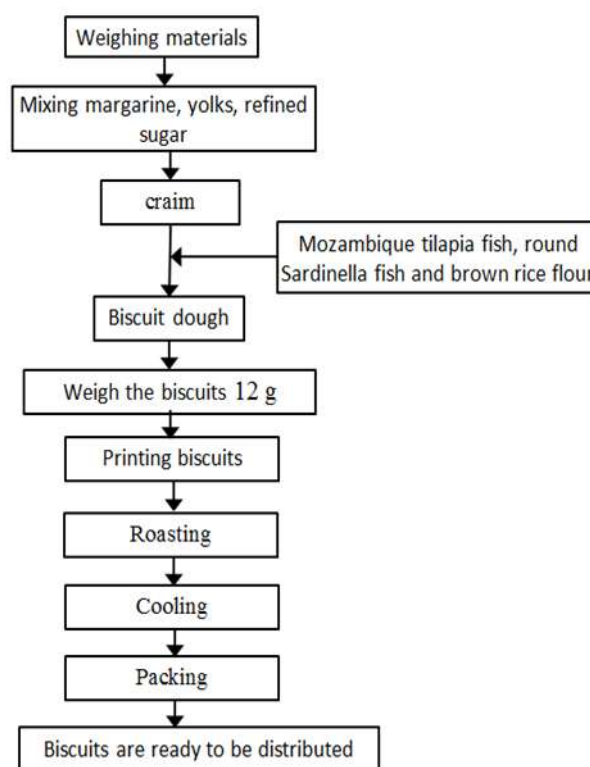 Weighing materials
Mixing margarine, yolks, refined
sugar
craim
Mozambique tilapia fish, round
Sardinella fish and brown rice flour
Biscuit dough
Weigh the biscuits 12 g
Printing biscuits
Roasting
Cooling
Packing
Biscuits are ready to be distributed